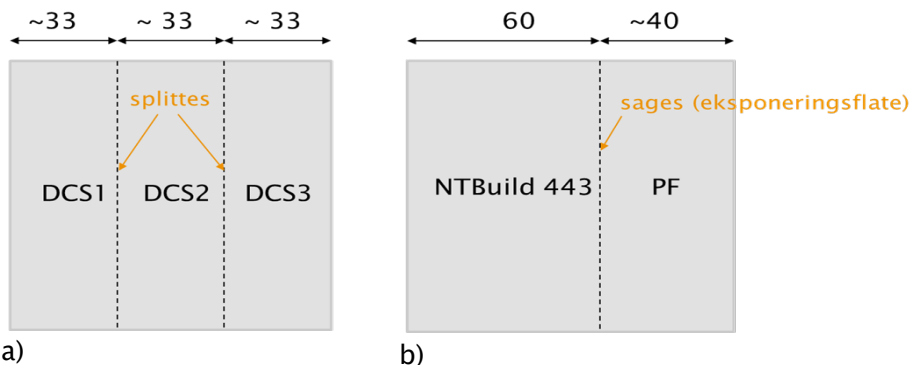 ~33 ~ 33 ~ 33
splittes
DCS1 DCS2 DCS3
a)
60 ~40
sages (eksponeringsflate)
NTBuild 443 PF
b)